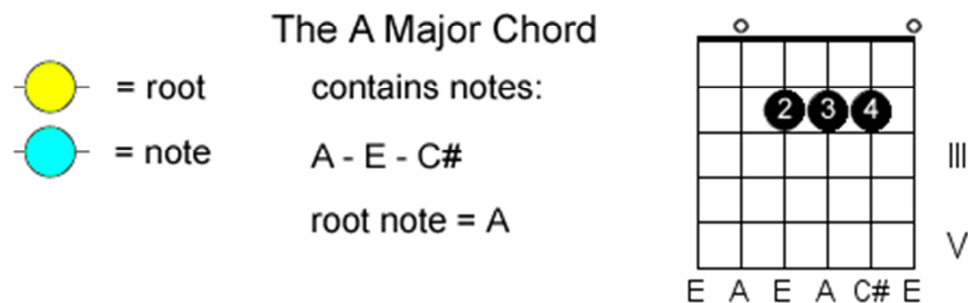 The A Major Chord
= root
= note
contains notes:
A - E - C#
root note = A
2 3 4
III
V
E A E A C# E